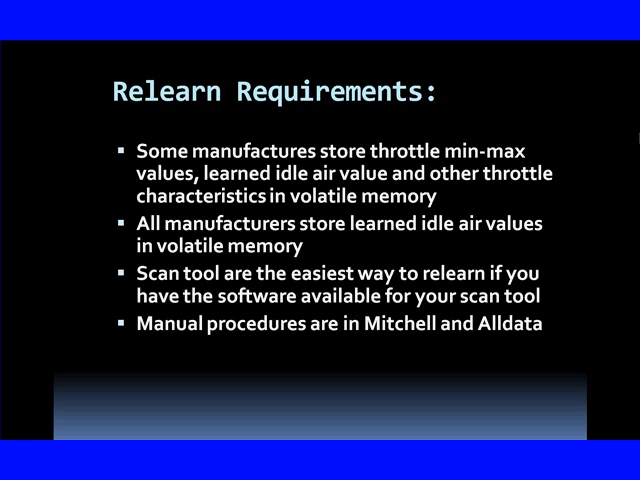 Relearn Requirements:
▪ Some manufactures store throttle min-max
values, learned idle air value and other throttle
characteristics in volatile memory
▪ All manufacturers store learned idle air values
in volatile memory
▪ Scan tool are the easiest way to relearn if you
have the software available for your scan tool
▪ Manual procedures are in Mitchell and Alldata